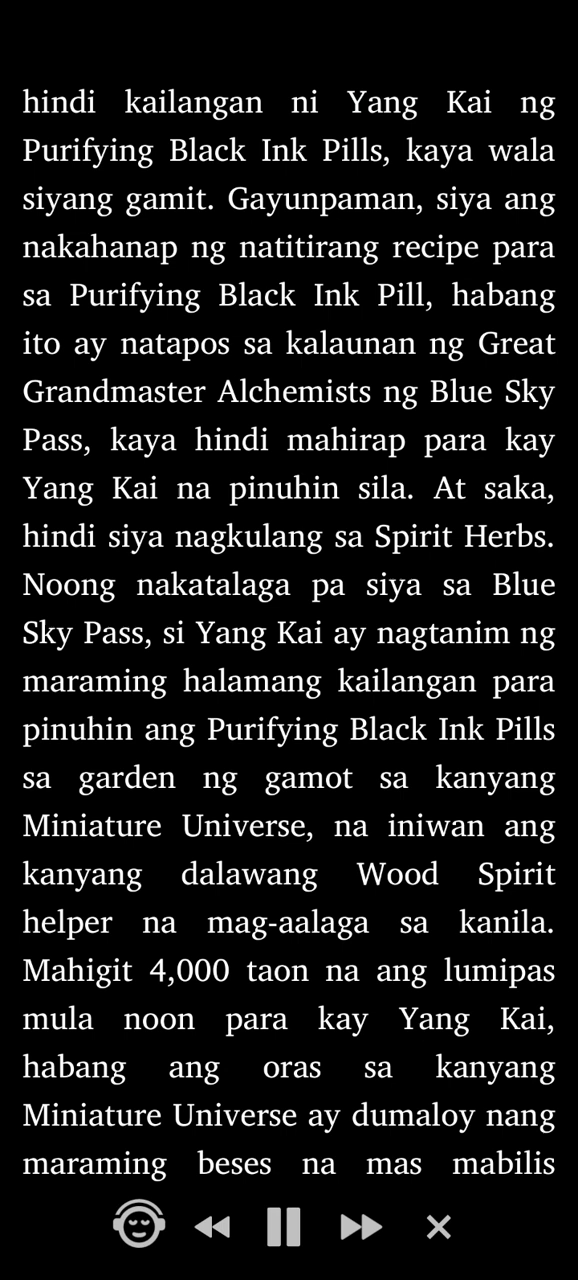 hindi kailangan ni Yang Kai ng
Purifying Black Ink Pills, kaya wala
siyang gamit. Gayunpaman, siya ang
nakahanap ng natitirang recipe para
sa Purifying Black Ink Pill, habang
ito ay natapos sa kalaunan ng Great
Grandmaster Alchemists ng Blue Sky
Pass, kaya hindi mahirap para kay
Yang Kai na pinuhin sila. At saka,
hindi siya nagkulang sa Spirit Herbs.
Noong nakatalaga pa siya sa Blue
Sky Pass, si Yang Kai ay nagtanim ng
maraming halamang kailangan para
pinuhin ang Purifying Black Ink Pills
sa garden ng gamot sa kanyang
Miniature Universe, na iniwan ang
kanyang dalawang Wood Spirit
helper na mag-aalaga sa kanila.
Mahigit 4,000 taon na ang lumipas
mula noon para kay Yang Kai,
habang ang oras sa kanyang
Miniature Universe ay dumaloy nang
maraming beses na mas mabilis